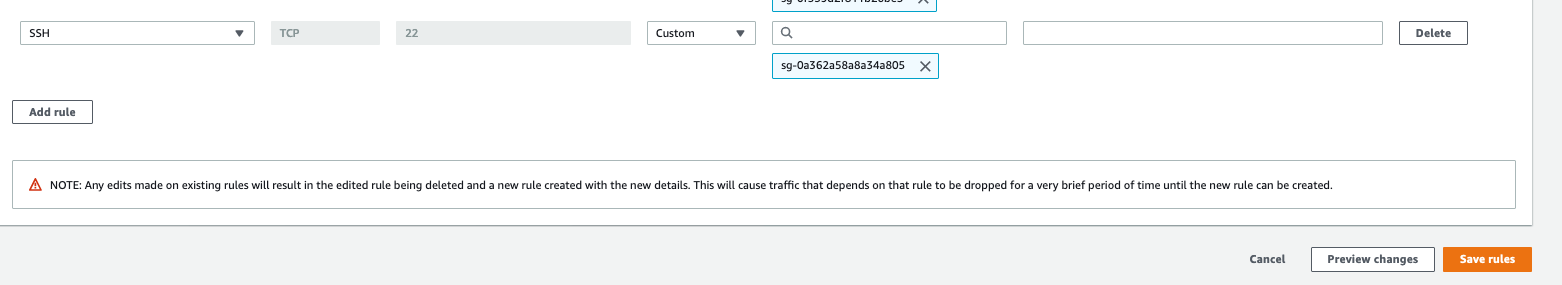 SSH
TCP
22
Custom
Delete
sg-0a362a58a8a34a805
Add rule
NOTE: Any edits made on existing rules will result in the edited rule being deleted and a new rule created with the new details. This will cause traffic that depends on that rule to be dropped for a very brief period of time until the new rule can be created.
Cancel
Preview changes
Save rules